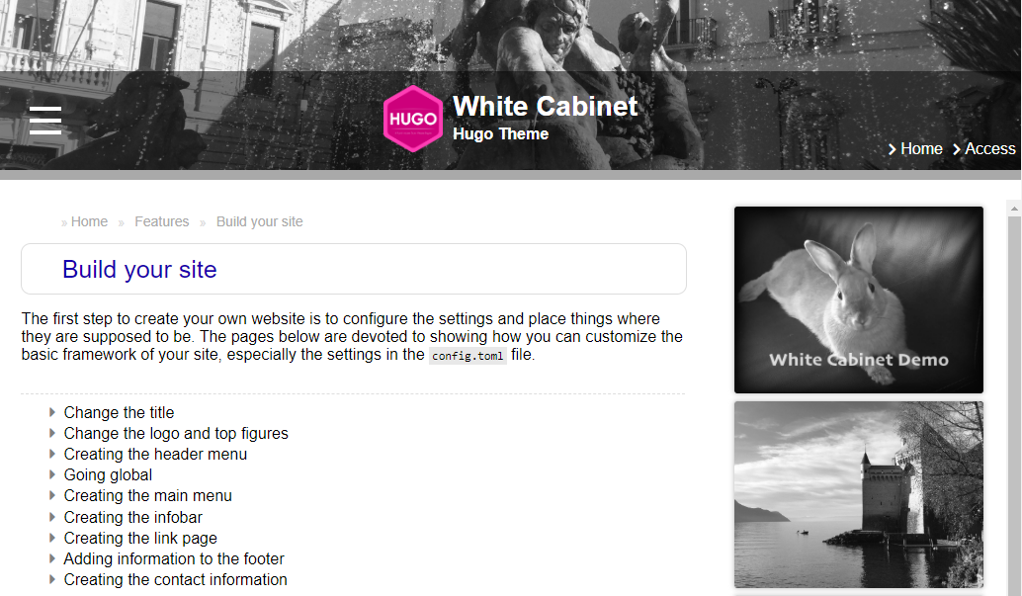 HUGO
White Cabinet
Hugo Theme
Home Access
» Home » Features » Build your site
Build your site
The first step to create your own website is to configure the settings and place things where
they are supposed to be. The pages below are devoted to showing how you can customize the
basic framework of your site, especially the settings in the config.toml file.
Change the title
Change the logo and top figures
Creating the header menu
Going global
Creating the main menu
Creating the infobar
Creating the link page
Adding information to the footer
Creating the contact information
White Cabinet Demo